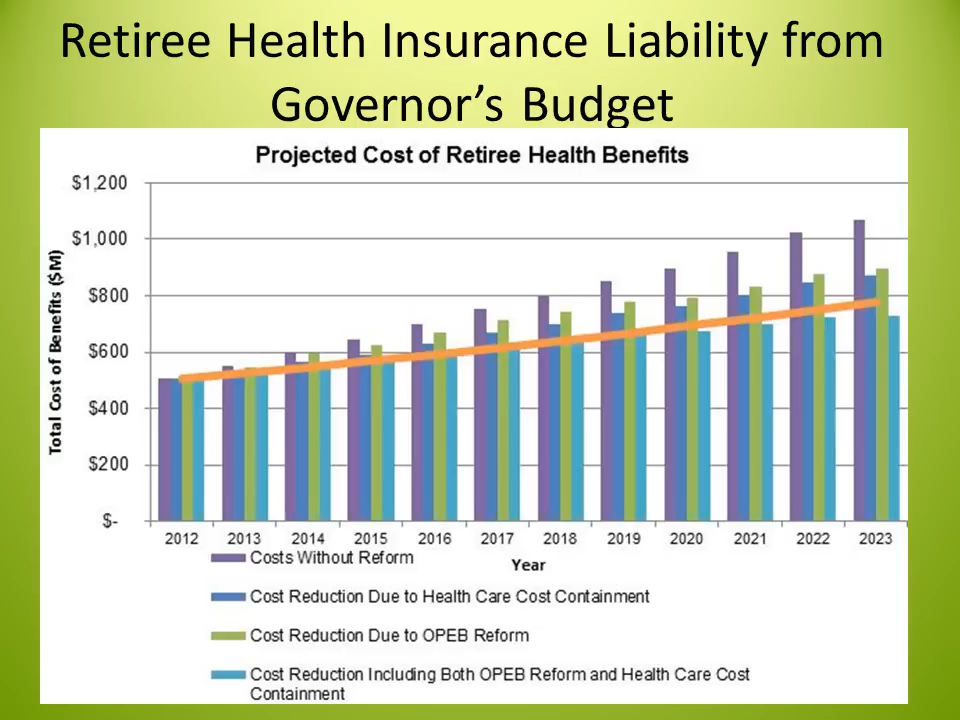 Retiree Health Insurance Liability from
Governor’s Budget
Projected Cost of Retiree Health Benefits
Total Cost of Benefits ($M)
$1,200
$1,000
$800
$600
$400
$200
$-
2012 2013 2014 2015 2016 2017 2018 2019 2020 2021 2022 2023
Year
Costs Without Reform
Cost Reduction Due to Health Care Cost Containment
Cost Reduction Due to OPEB Reform
Cost Reduction Including Both OPEB Reform and Health Care Cost
Containment